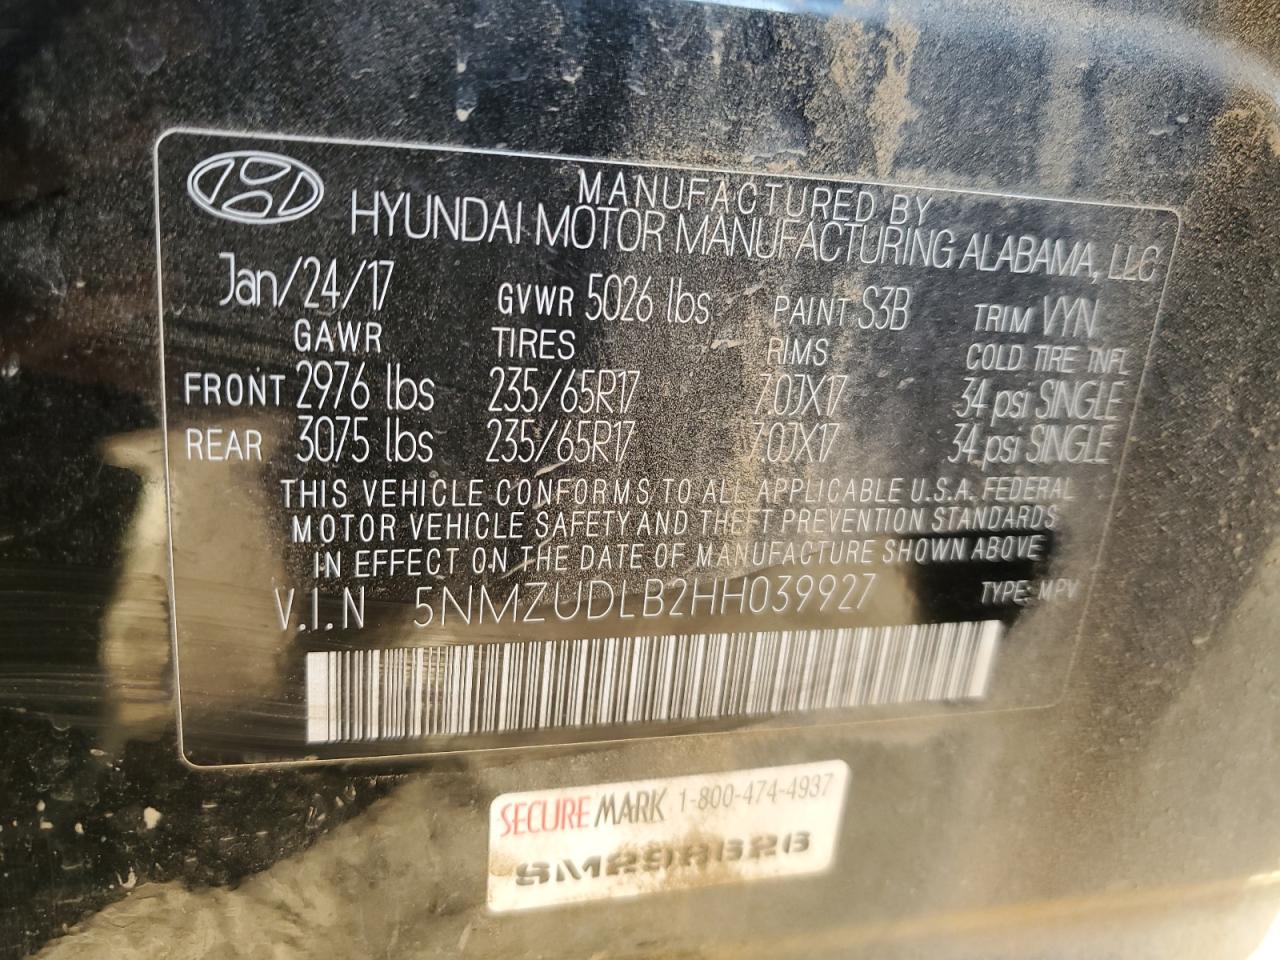 MANUFACTURED BY
HYUNDAI MOTOR MANUFACTURING ALABAMA, LLC
Jan/24/17 GVWR 5026 lbs PAINT S3B TRIM VYN
GAWR TIRES RIMS COLD TIRE INFL
FRONT 2976 lbs 235/65R17 7.0JX17 34 psi SINGLE
REAR 3075 lbs 235/65R17 7.0JX17 34 psi SINGLE
THIS VEHICLE CONFORMS TO ALL APPLICABLE U.S.A. FEDERAL
MOTOR VEHICLE SAFETY AND THEFT PREVENTION STANDARDS
IN EFFECT ON THE DATE OF MANUFACTURE SHOWN ABOVE
V.I.N 5NMZUDLB2HH039927 TYPE: MPV
SECUREMARK 1-800-474-4937